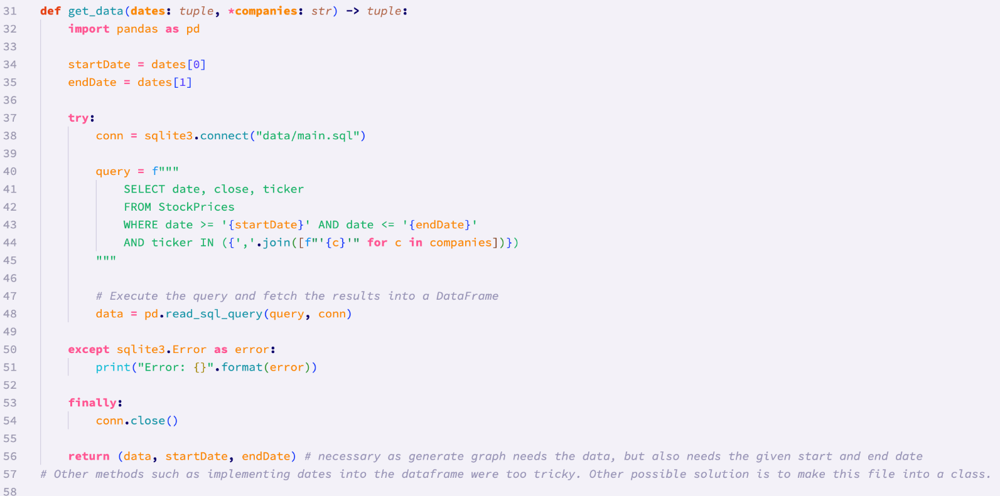 31 def get_data(dates: tuple, *companies: str) -> tuple:
32     import pandas as pd
33
34     startDate = dates[0]
35     endDate = dates[1]
36
37     try:
38         conn = sqlite3.connect("data/main.sql")
39
40         query = f"""
41             SELECT date, close, ticker
42             FROM StockPrices
43             WHERE date >= '{startDate}' AND date <= '{endDate}'
44             AND ticker IN ({','.join([f"'{c}'" for c in companies])})
45         """
46
47         # Execute the query and fetch the results into a DataFrame
48         data = pd.read_sql_query(query, conn)
49
50     except sqlite3.Error as error:
51         print("Error: {}".format(error))
52
53     finally:
54         conn.close()
55
56     return (data, startDate, endDate) # necessary as generate graph needs the data, but also needs the given start and end date
57 # Other methods such as implementing dates into the dataframe were too tricky. Other possible solution is to make this file into a class.
58